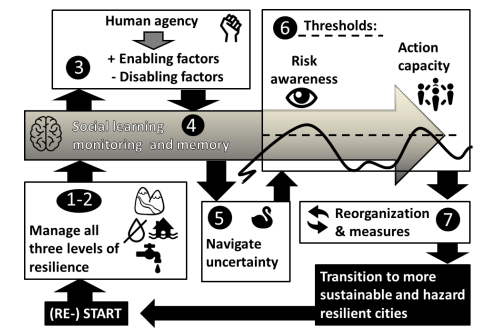 Human agency
3
+ Enabling factors
- Disabling factors
6
Thresholds:
Risk
awareness
Action
capacity
4
Social learning
monitoring and memory
1-2
Manage all
three levels of
resilience
5
Navigate
uncertainty
Reorganization
& measures
7
Transition to more
sustainable and hazard
resilient cities
(RE-) START